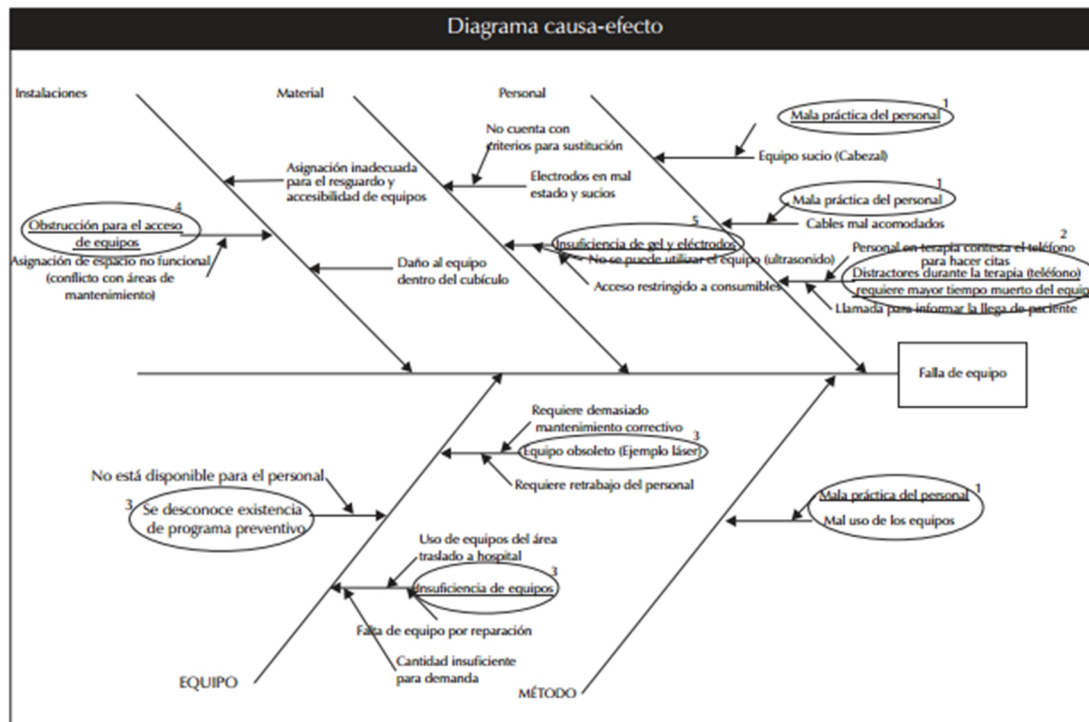 Diagrama causa-efecto
Instalaciones
Material
Personal
Asignación inadecuada
para el resguardo y
accesibilidad de equipos
4
Obstrucción para el acceso
de equipos
Asignación de espacio no funcional
(conflicto con áreas de
mantenimiento)
Daño al equipo
dentro del cubículo
No cuenta con
criterios para sustitución
Electrodos en mal
estado y sucios
5
Insuficiencia de gel y eléctrodos
No se puede utilizar el equipo (ultrasonido)
Acceso restringido a consumibles
1
Mala práctica del personal
Equipo sucio (Cabezal)
1
Mala práctica del personal
Cables mal acomodados
2
Personal en terapia contesta el teléfono
para hacer citas
Distractores durante la terapia (teléfono)
requiere mayor tiempo muerto del equip
Llamada para informar la llega de paciente
Falla de equipo
Requiere demasiado
mantenimiento correctivo
3
Equipo obsoleto (Ejemplo láser)
Requiere retrabajo del personal
No está disponible para el personal
3
Se desconoce existencia
de programa preventivo
Uso de equipos del área
traslado a hospital
3
Insuficiencia de equipos
Falta de equipo por reparación
Cantidad insuficiente
para demanda
EQUIPO
1
Mala práctica del personal
Mal uso de los equipos
MÉTODO